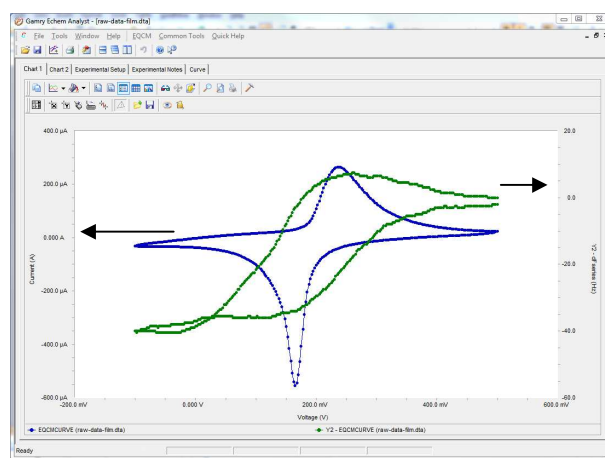 Gamry Echem Analyst - [raw-data-film.dta]
File Tools Window Help EQCM Common Tools Quick Help
Chart 1 Chart 2 Experimental Setup Experimental Notes Curve
400.0 µA
200.0 µA
0.000 A
-200.0 µA
-400.0 µA
-600.0 µA
Current (A)
20.0
0.0
-20.0
-40.0
-60.0
Y2 - dF series (Hz)
-200.0 mV 0.000 V 200.0 mV 400.0 mV 600.0 mV
Voltage (V)
EQCMCURVE (raw-data-film.dta) Y2 - EQCMCURVE (raw-data-film.dta)
Ready